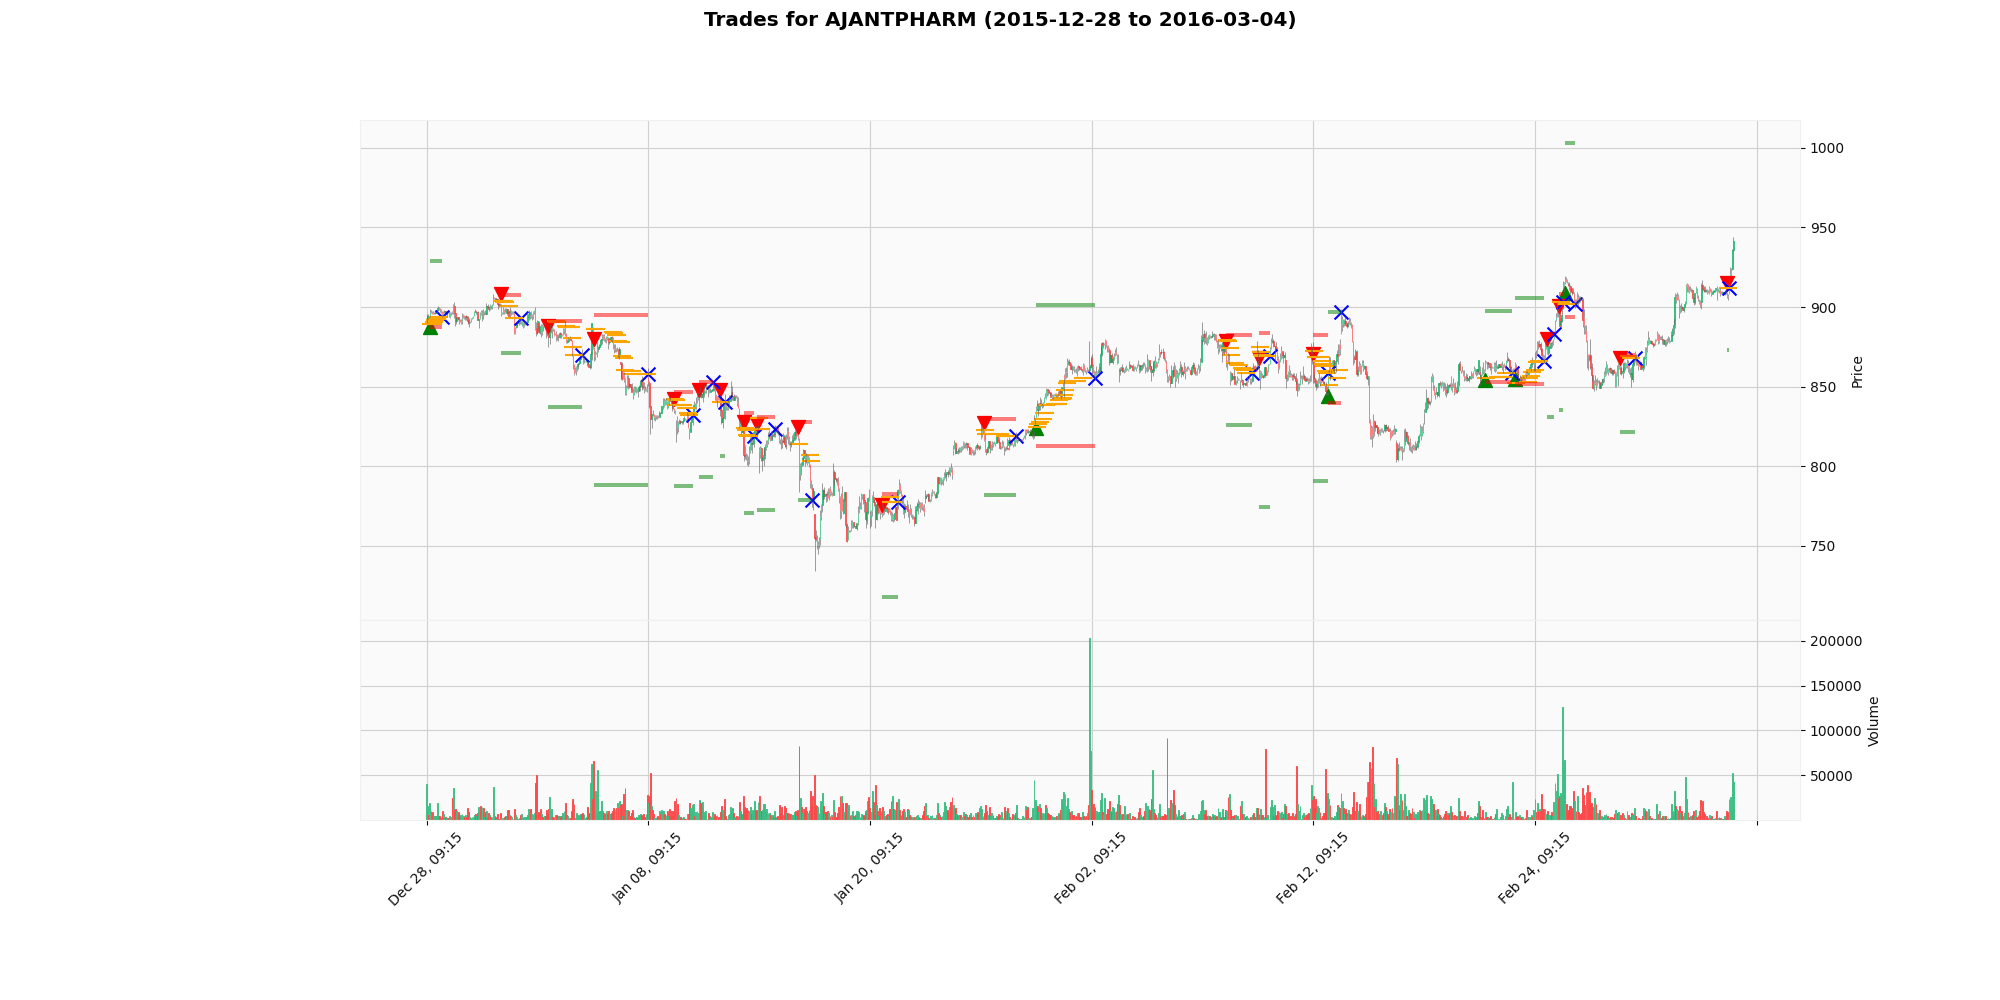 Trades for AJANTPHARM (2015-12-28 to 2016-03-04)
1000
950
900
850
800
750
Price
200000
150000
100000
50000
Volume
Dec 28, 09:15
Jan 08, 09:15
Jan 20, 09:15
Feb 02, 09:15
Feb 12, 09:15
Feb 24, 09:15